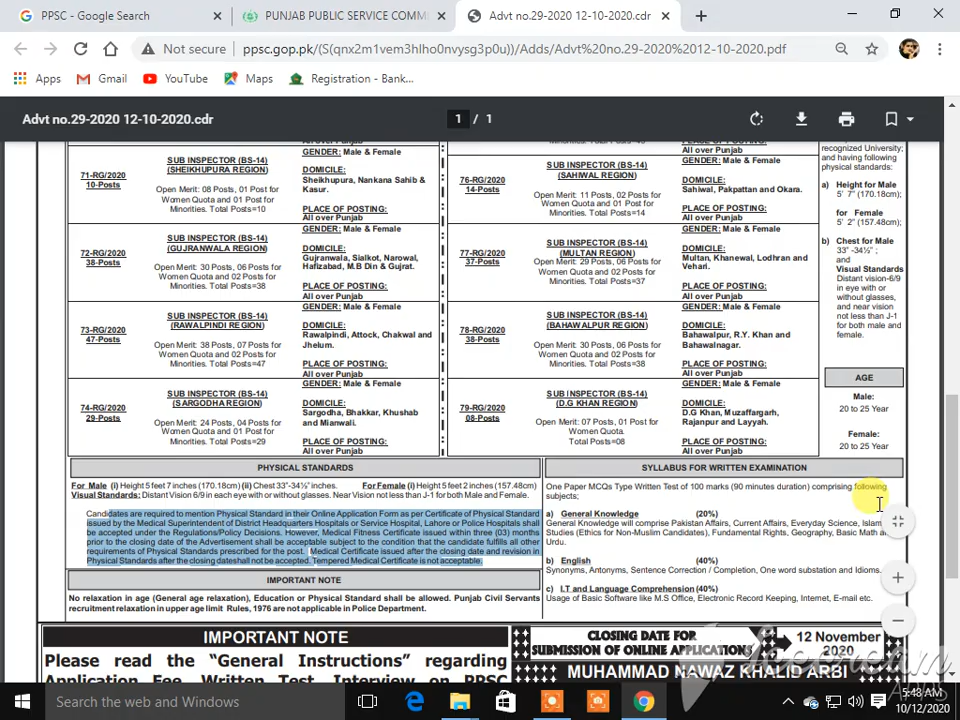 PPSC - Google Search
PUNJAB PUBLIC SERVICE COMMI
Advt no.29-2020 12-10-2020.cdr
Not secure
ppsc.gop.pk/(S(qnx2m1vem3hlho0nvysg3p0u))/Adds/Advt%20no.29-2020%2012-10-2020.pdf
Apps
Gmail
YouTube
Maps
Registration - Bank...
Advt no.29-2020 12-10-2020.cdr
1 / 1
All over Punjab
71-RG/2020
10-Posts
SUB INSPECTOR (BS-14)
(SHEIKHUPURA REGION)
Open Merit: 08 Posts, 01 Post for
Women Quota and 01 Post for
Minorities. Total Posts=10
GENDER: Male & Female
DOMICILE:
Sheikhupura, Nankana Sahib &
Kasur.
PLACE OF POSTING:
All over Punjab
72-RG/2020
38-Posts
SUB INSPECTOR (BS-14)
(GUJRANWALA REGION)
Open Merit: 30 Posts, 06 Posts for
Women Quota and 02 Posts for
Minorities. Total Posts=38
GENDER: Male & Female
DOMICILE:
Gujranwala, Sialkot, Narowal,
Hafizabad, M.B Din & Gujrat.
PLACE OF POSTING:
All over Punjab
73-RG/2020
47-Posts
SUB INSPECTOR (BS-14)
(RAWALPINDI REGION)
Open Merit: 38 Posts, 07 Posts for
Women Quota and 02 Posts for
Minorities. Total Posts=47
GENDER: Male & Female
DOMICILE:
Rawalpindi, Attock, Chakwal and
Jhelum.
PLACE OF POSTING:
All over Punjab
74-RG/2020
29-Posts
SUB INSPECTOR (BS-14)
(SARGODHA REGION)
Open Merit: 24 Posts, 04 Posts for
Women Quota and 01 Post for
Minorities. Total Posts=29
GENDER: Male & Female
DOMICILE:
Sargodha, Bhakkar, Khushab
and Mianwali.
PLACE OF POSTING:
All over Punjab
All over Punjab
76-RG/2020
14-Posts
SUB INSPECTOR (BS-14)
(SAHIWAL REGION)
Open Merit: 11 Posts, 02 Posts for
Women Quota and 01 Post for
Minorities. Total Posts=14
GENDER: Male & Female
DOMICILE:
Sahiwal, Pakpattan and Okara.
PLACE OF POSTING:
All over Punjab
77-RG/2020
37-Posts
SUB INSPECTOR (BS-14)
(MULTAN REGION)
Open Merit: 29 Posts, 06 Posts for
Women Quota and 02 Posts for
Minorities. Total Posts=37
GENDER: Male & Female
DOMICILE:
Multan, Khanewal, Lodhran and
Vehari.
PLACE OF POSTING:
All over Punjab
78-RG/2020
38-Posts
SUB INSPECTOR (BS-14)
(BAHAWALPUR REGION)
Open Merit: 30 Posts, 06 Posts for
Women Quota and 02 Posts for
Minorities. Total Posts=38
GENDER: Male & Female
DOMICILE:
Bahawalpur, R.Y. Khan and
Bahawalnagar.
PLACE OF POSTING:
All over Punjab
79-RG/2020
08-Posts
SUB INSPECTOR (BS-14)
(D.G KHAN REGION)
Open Merit: 07 Posts, 01 Post for
Women Quota.
Total Posts=08
GENDER: Male & Female
DOMICILE:
D.G Khan, Muzaffargarh,
Rajanpur and Layyah.
PLACE OF POSTING:
All over Punjab
recognized University;
and having following
physical standards:
a) Height for Male
5' 7" (170.18cm);
for Female
5' 2" (157.48cm);
b) Chest for Male
33" -34½" ;
and
Visual Standards
Distant vision-6/9
in eye with or
without glasses,
and near vision
not less than J-1
for both male and
female.
AGE
Male:
20 to 25 Year
Female:
20 to 25 Year
PHYSICAL STANDARDS
For Male (i) Height 5 feet 7 inches (170.18cm) (ii) Chest 33"-34½" inches. For Female (i) Height 5 feet 2 inches (157.48cm)
Visual Standards: Distant Vision 6/9 in each eye with or without glasses. Near Vision not less than J-1 for both Male and Female.
Candidates are required to mention Physical Standard in their Online Application Form as per Certificate of Physical Standard
issued by the Medical Superintendent of District Headquarters Hospitals or Service Hospital, Lahore or Police Hospitals shall
be accepted under the Regulations/Policy Decisions. However, Medical Fitness Certificate issued within three (03) months
prior to the closing date of the Advertisement shall be acceptable subject to the condition that the candidate fulfills all other
requirements of Physical Standards prescribed for the post. Medical Certificate issued after the closing date and revision in
Physical Standards after the closing dateshall not be accepted. Tempered Medical Certificate is not acceptable.
IMPORTANT NOTE
No relaxation in age (General age relaxation), Education or Physical Standard shall be allowed. Punjab Civil Servants
recruitment relaxation in upper age limit Rules, 1976 are not applicable in Police Department.
SYLLABUS FOR WRITTEN EXAMINATION
One Paper MCQs Type Written Test of 100 marks (90 minutes duration) comprising following
subjects;
a) General Knowledge (20%)
General Knowledge will comprise Pakistan Affairs, Current Affairs, Everyday Science,
Studies (Ethics for Non-Muslim Candidates), Fundamental Rights, Geography, Basic Math
Urdu.
b) English (40%)
Synonyms, Antonyms, Sentence Correction / Completion, One word substation and Idioms.
c) I.T and Language Comprehension (40%)
Usage of Basic Software like M.S Office, Electronic Record Keeping, Internet, E-mail etc.
IMPORTANT NOTE
Please read the "General Instructions" regarding
Application Fee, Written Test, Interview on PPSC
CLOSING DATE FOR
SUBMISSION OF ONLINE APPLICATIONS
12 November
2020
MUHAMMAD NAWAZ KHALID ARBI
Icecream
Apps
Search Windows
5:48 AM
10/12/2020